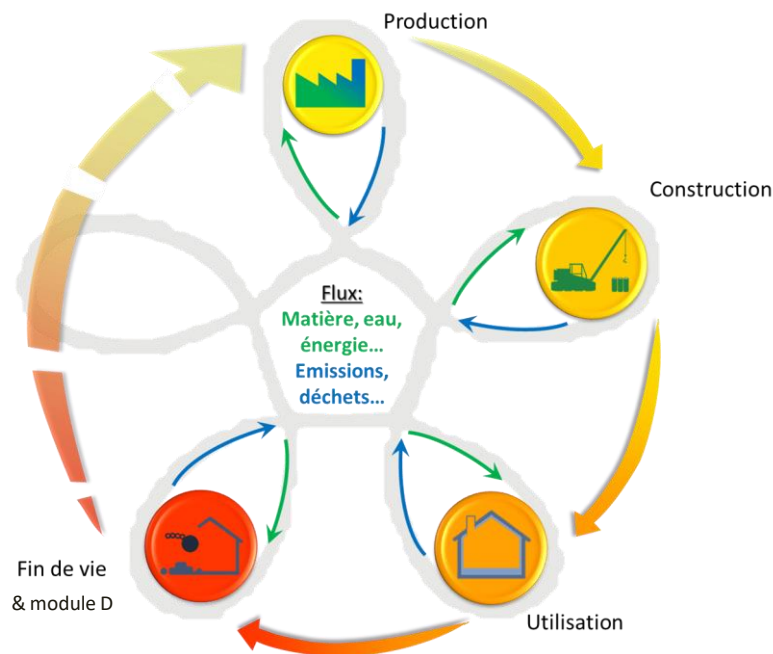 Production
Construction
Flux:
Matière, eau,
énergie...
Emissions,
déchets...
Fin de vie
& module D
Utilisation